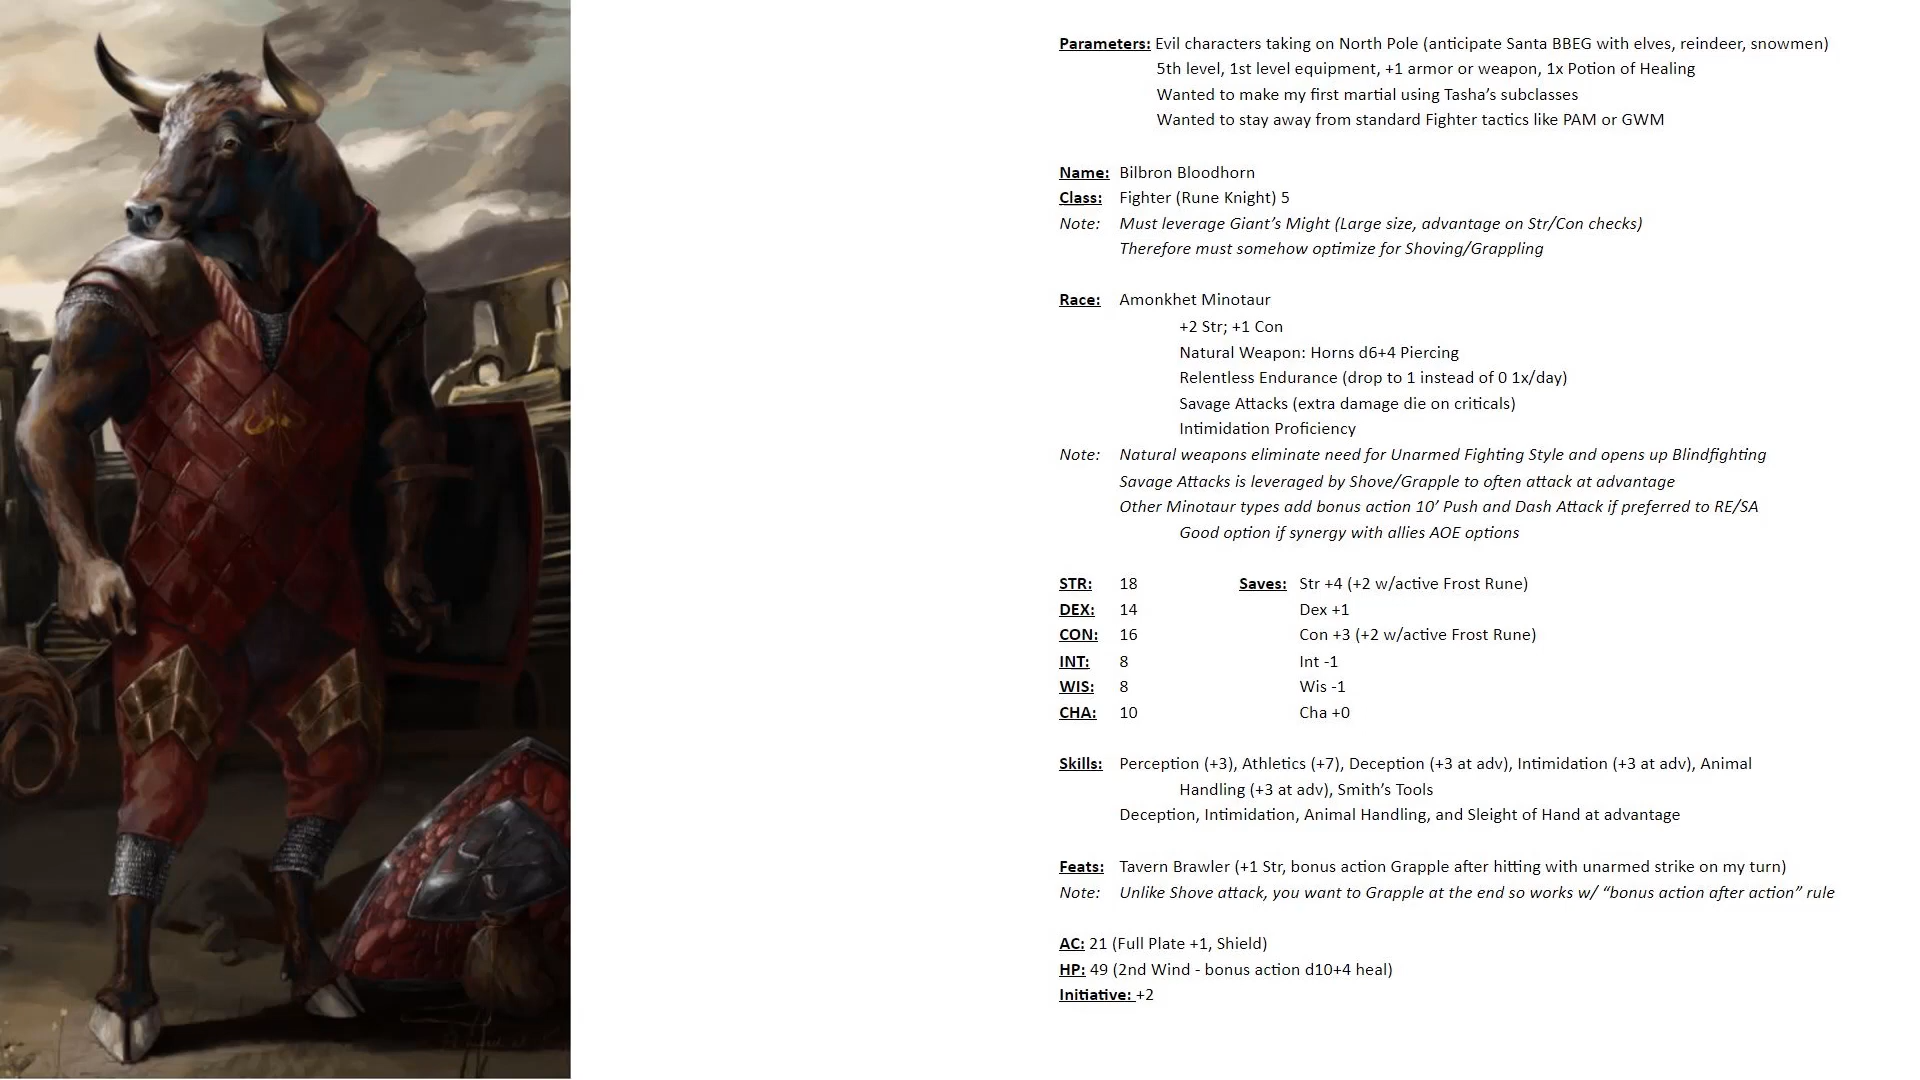 Parameters: Evil characters taking on North Pole (anticipate Santa BBEG with elves, reindeer, snowmen)
5th level, 1st level equipment, +1 armor or weapon, 1x Potion of Healing
Wanted to make my first martial using Tasha’s subclasses
Wanted to stay away from standard Fighter tactics like PAM or GWM
Name: Bilbron Bloodhorn
Class: Fighter (Rune Knight) 5
Note: Must leverage Giant’s Might (Large size, advantage on Str/Con checks)
Therefore must somehow optimize for Shoving/Grappling
Race: Amonkhet Minotaur
+2 Str; +1 Con
Natural Weapon: Horns d6+4 Piercing
Relentless Endurance (drop to 1 instead of 0 1x/day)
Savage Attacks (extra damage die on criticals)
Intimidation Proficiency
Note: Natural weapons eliminate need for Unarmed Fighting Style and opens up Blindfighting
Savage Attacks is leveraged by Shove/Grapple to often attack at advantage
Other Minotaur types add bonus action 10’ Push and Dash Attack if preferred to RE/SA
Good option if synergy with allies AOE options
STR: 18 Saves: Str +4 (+2 w/active Frost Rune)
DEX: 14 Dex +1
CON: 16 Con +3 (+2 w/active Frost Rune)
INT: 8 Int -1
WIS: 8 Wis -1
CHA: 10 Cha +0
Skills: Perception (+3), Athletics (+7), Deception (+3 at adv), Intimidation (+3 at adv), Animal
Handling (+3 at adv), Smith’s Tools
Deception, Intimidation, Animal Handling, and Sleight of Hand at advantage
Feats: Tavern Brawler (+1 Str, bonus action Grapple after hitting with unarmed strike on my turn)
Note: Unlike Shove attack, you want to Grapple at the end so works w/ “bonus action after action” rule
AC: 21 (Full Plate +1, Shield)
HP: 49 (2nd Wind - bonus action d10+4 heal)
Initiative: +2